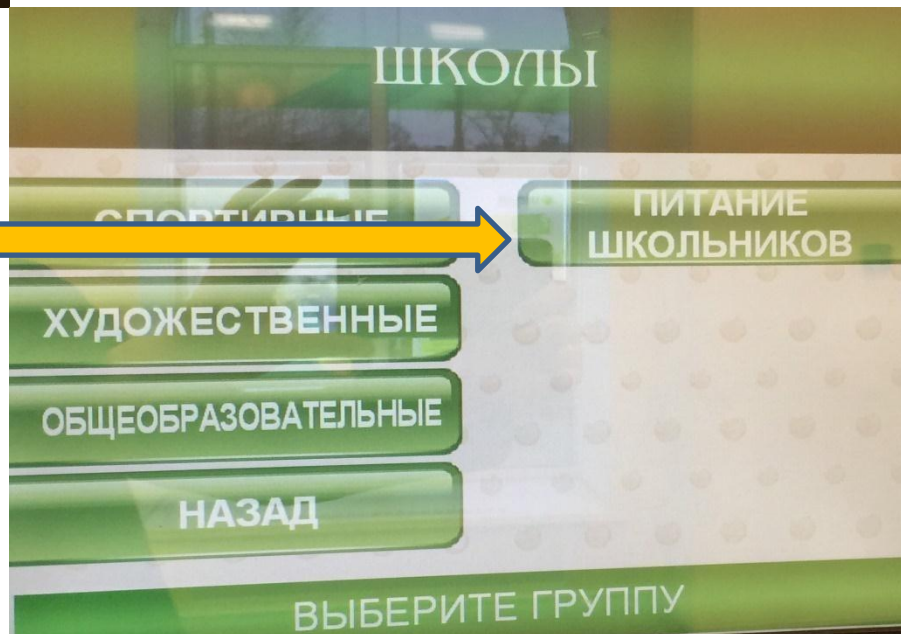 ШКОЛЫ
СПОРТИВНЫЕ
ПИТАНИЕ
ШКОЛЬНИКОВ
ХУДОЖЕСТВЕННЫЕ
ОБЩЕОБРАЗОВАТЕЛЬНЫЕ
НАЗАД
ВЫБЕРИТЕ ГРУППУ